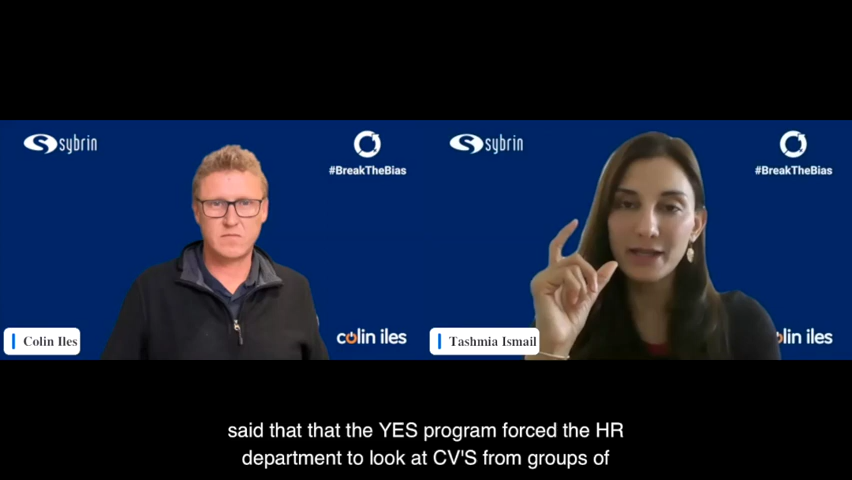 sybrin
#BreakTheBias
sybrin
#BreakTheBias
Colin Iles
colin iles
Tashmia Ismail
olin iles
said that that the YES program forced the HR
department to look at CV'S from groups of